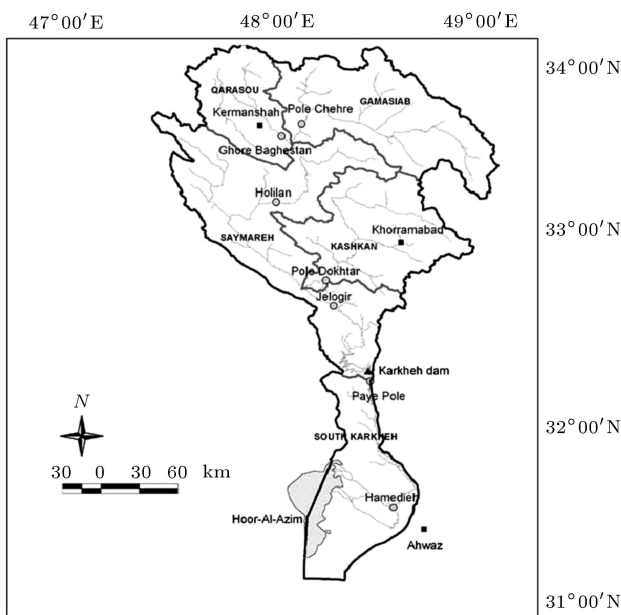 47°00′E 48°00′E 49°00′E
34°00′N
QARASOU
GAMASIAB
Kermanshah
Pole Chehre
Ghore Baghestan
Holilan
33°00′N
Khorramabad
SAYMAREH
KASHKAN
Pole Dokhtar
Jelogir
Karkheh dam
Paye Pole
N
32°00′N
SOUTH KARKHEH
30 0 30 60 km
Hamedieh
Hoor-Al-Azim
Ahwaz
31°00′N